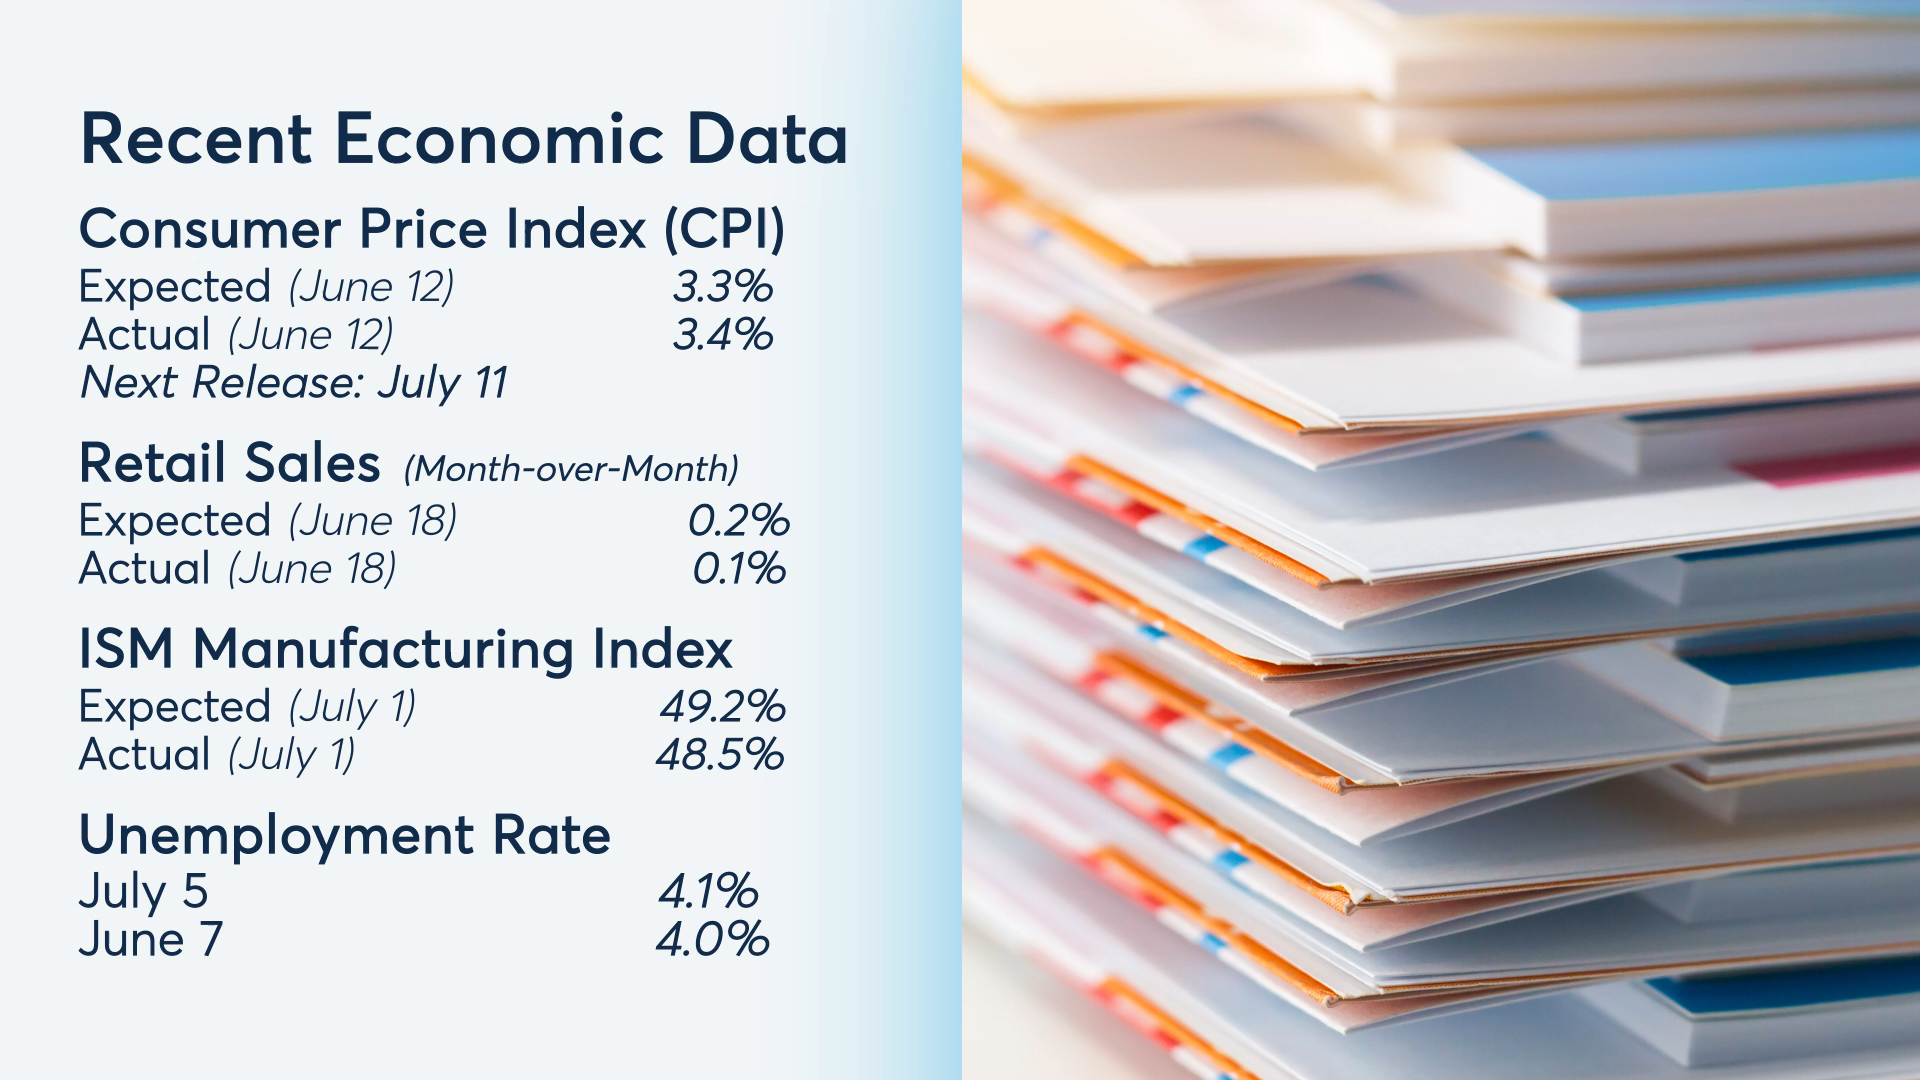 Recent Economic Data
Consumer Price Index (CPI)
Expected (June 12) 3.3%
Actual (June 12) 3.4%
Next Release: July 11
Retail Sales (Month-over-Month)
Expected (June 18) 0.2%
Actual (June 18) 0.1%
ISM Manufacturing Index
Expected (July 1) 49.2%
Actual (July 1) 48.5%
Unemployment Rate
July 5 4.1%
June 7 4.0%